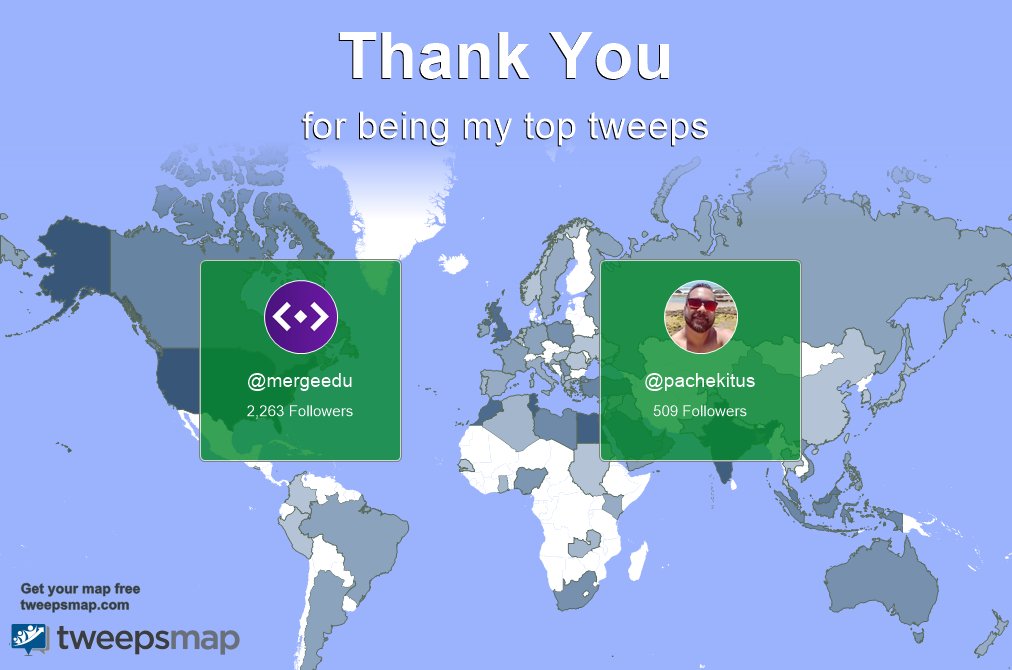 Thank You
for being my top tweeps
@mergeedu
2,263 Followers
@pachekitus
509 Followers
Get your map free
tweepsmap.com
tweepsmap